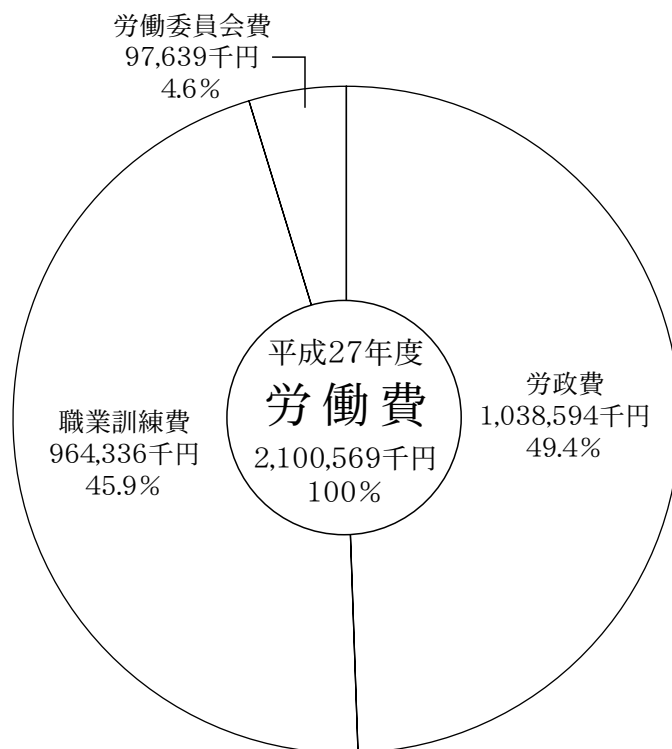 労働委員会費
97,639千円
4.6％
平成27年度
労働費
2,100,569千円
100％
労政費
1,038,594千円
49.4％
職業訓練費
964,336千円
45.9％